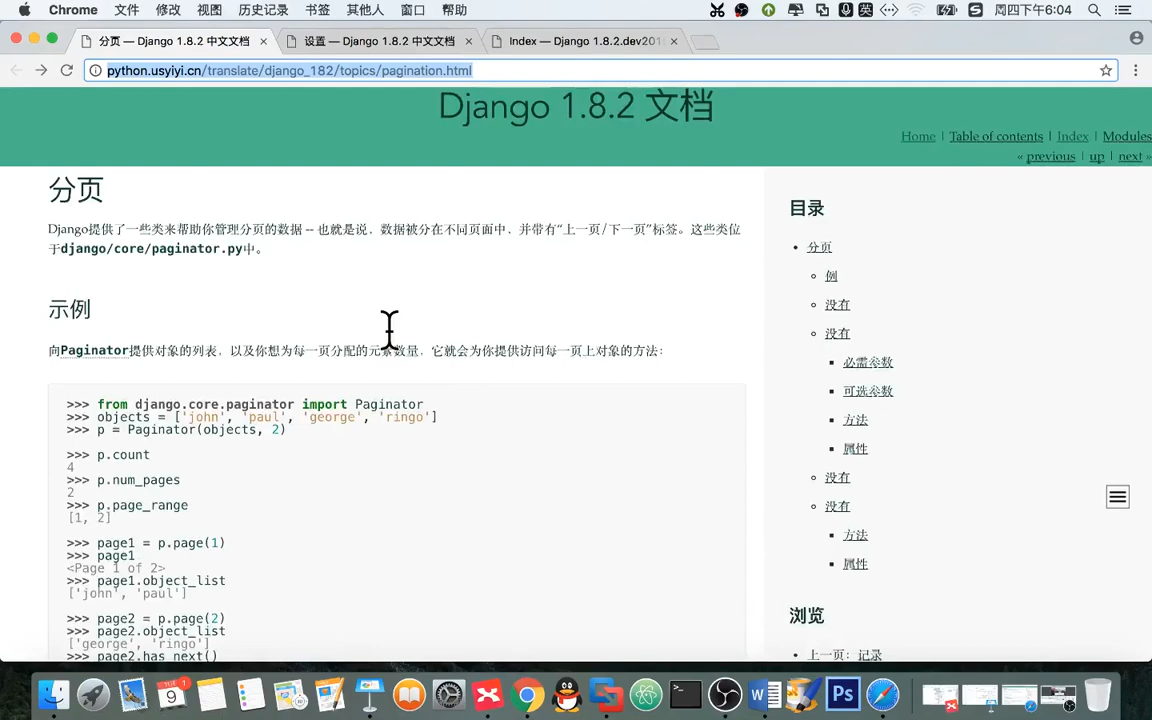 Chrome 文件 修改 视图 历史记录 书签 其他人 窗口 帮助 英 周四下午6:04
分页 — Django 1.8.2 中文文档 × 设置 — Django 1.8.2 中文文档 × Index — Django 1.8.2.dev201 ×
python.usyiyi.cn/translate/django_182/topics/pagination.html
Django 1.8.2 文档
Home | Table of contents | Index | Modules
« previous | up | next »
分页
Django提供了一些类来帮助你管理分页的数据 -- 也就是说，数据被分在不同页面中，并带有“上一页/下一页”标签。这些类位
于django/core/paginator.py中。
示例
向Paginator提供对象的列表，以及你想为每一页分配的元素数量，它就会为你提供访问每一页上对象的方法：
>>> from django.core.paginator import Paginator
>>> objects = ['john', 'paul', 'george', 'ringo']
>>> p = Paginator(objects, 2)
>>> p.count
4
>>> p.num_pages
2
>>> p.page_range
[1, 2]
>>> page1 = p.page(1)
>>> page1
<Page 1 of 2>
>>> page1.object_list
['john', 'paul']
>>> page2 = p.page(2)
>>> page2.object_list
['george', 'ringo']
>>> page2.has_next()
目录
• 分页
例
没有
没有
必需参数
可选参数
方法
属性
没有
没有
方法
属性
浏览
• 上一页：记录
9 1 W Ps